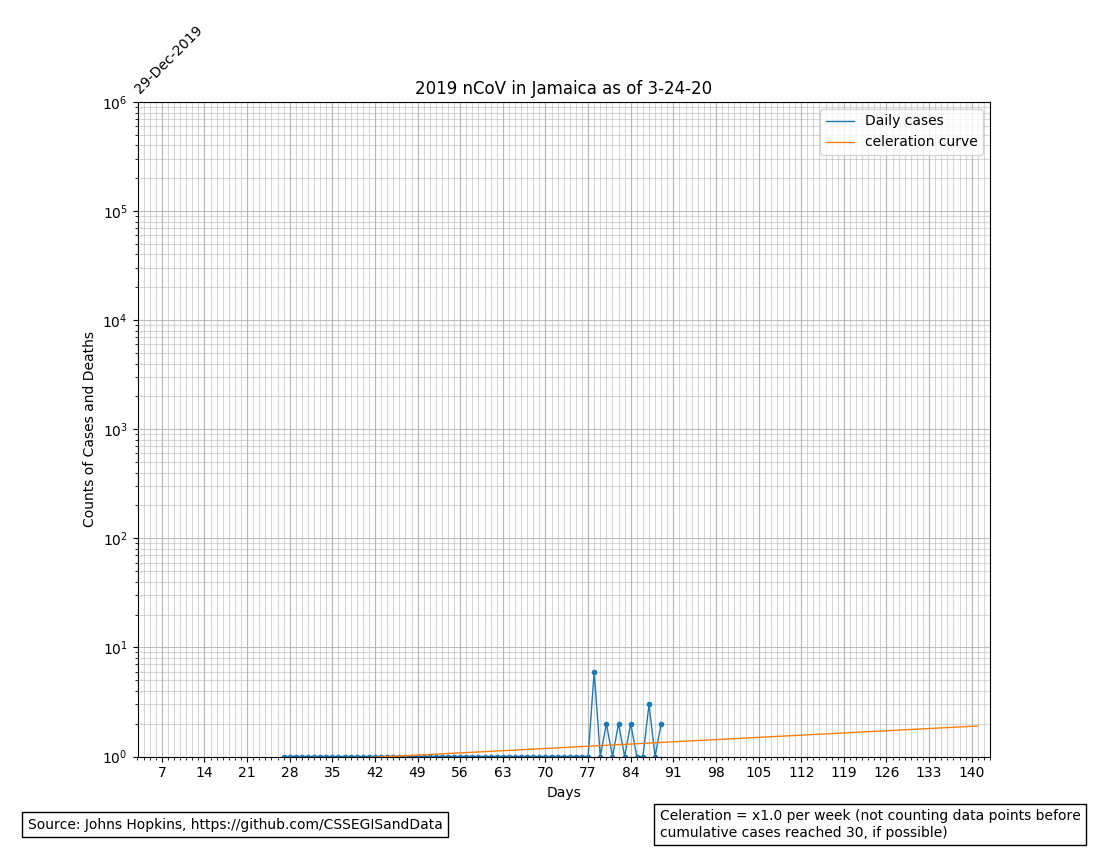 29-Dec-2019
2019 nCoV in Jamaica as of 3-24-20
Daily cases
celeration curve
Counts of Cases and Deaths
10^6
10^5
10^4
10^3
10^2
10^1
10^0
7 14 21 28 35 42 49 56 63 70 77 84 91 98 105 112 119 126 133 140
Days
Source: Johns Hopkins, https://github.com/CSSEGISandData
Celeration = x1.0 per week (not counting data points before
cumulative cases reached 30, if possible)